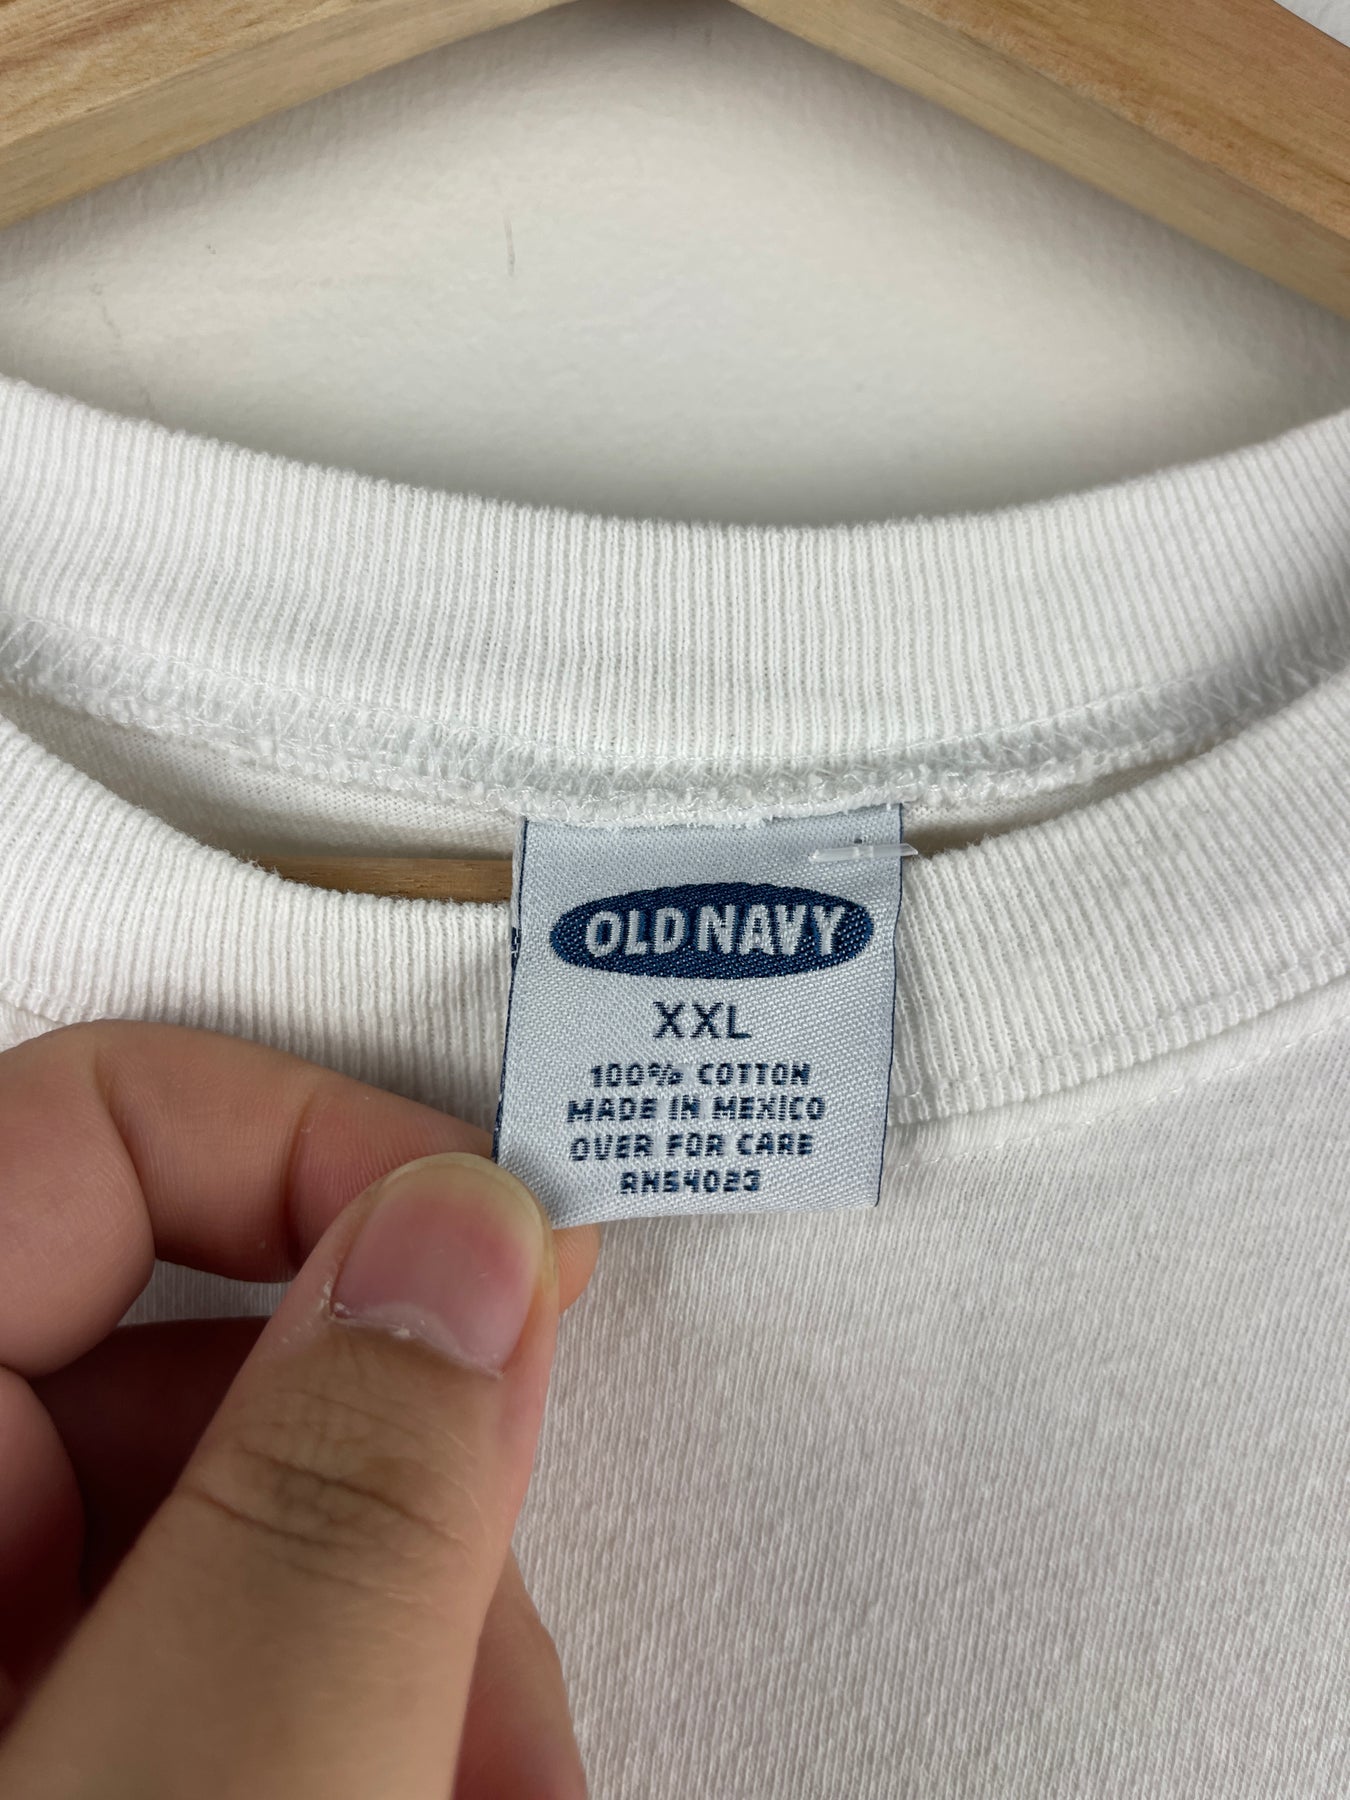 OLD NAVY
XXL
100% COTTON
MADE IN MEXICO
OVER FOR CARE
RN54023